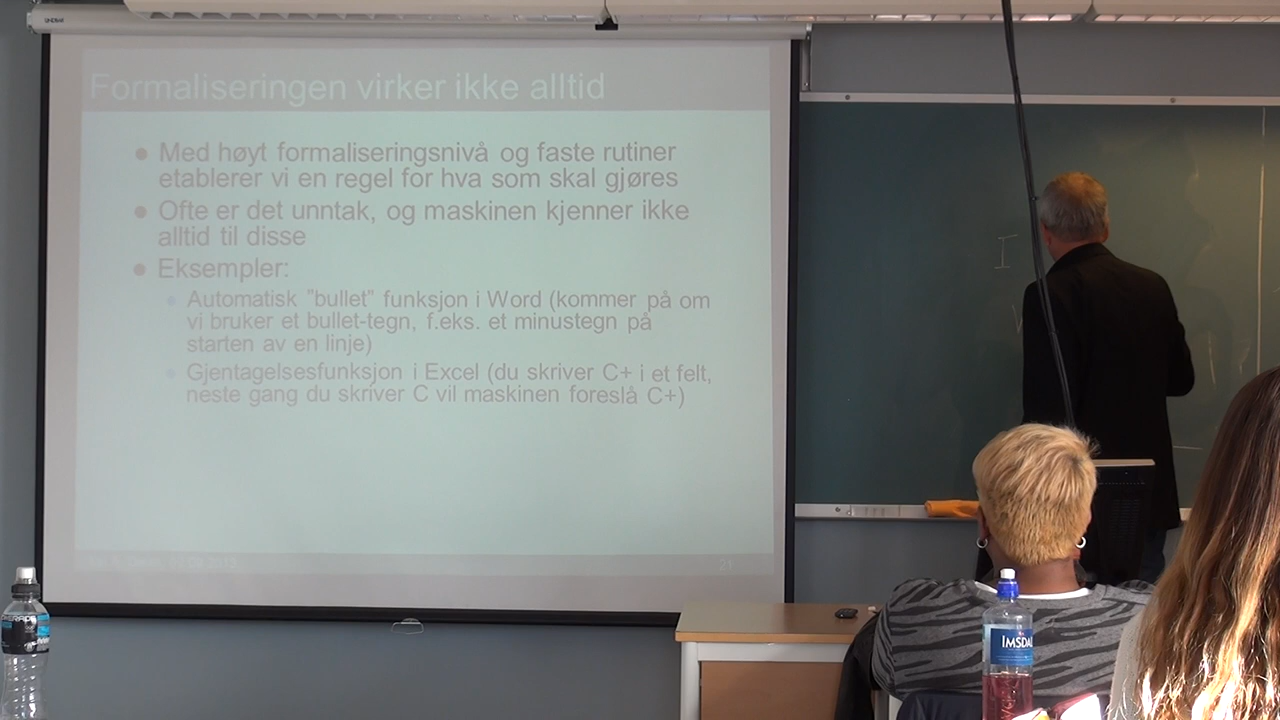 Formaliseringen virker ikke alltid
● Med høyt formaliseringsnivå og faste rutiner
etablerer vi en regel for hva som skal gjøres
● Ofte er det unntak, og maskinen kjenner ikke
alltid til disse
● Eksempler:
● Automatisk "bullet" funksjon i Word (kommer på om
vi bruker et bullet-tegn, f.eks. et minustegn på
starten av en linje)
● Gjentagelsesfunksjon i Excel (du skriver C+ i et felt,
neste gang du skriver C vil maskinen foreslå C+)
21
I
IMSDA